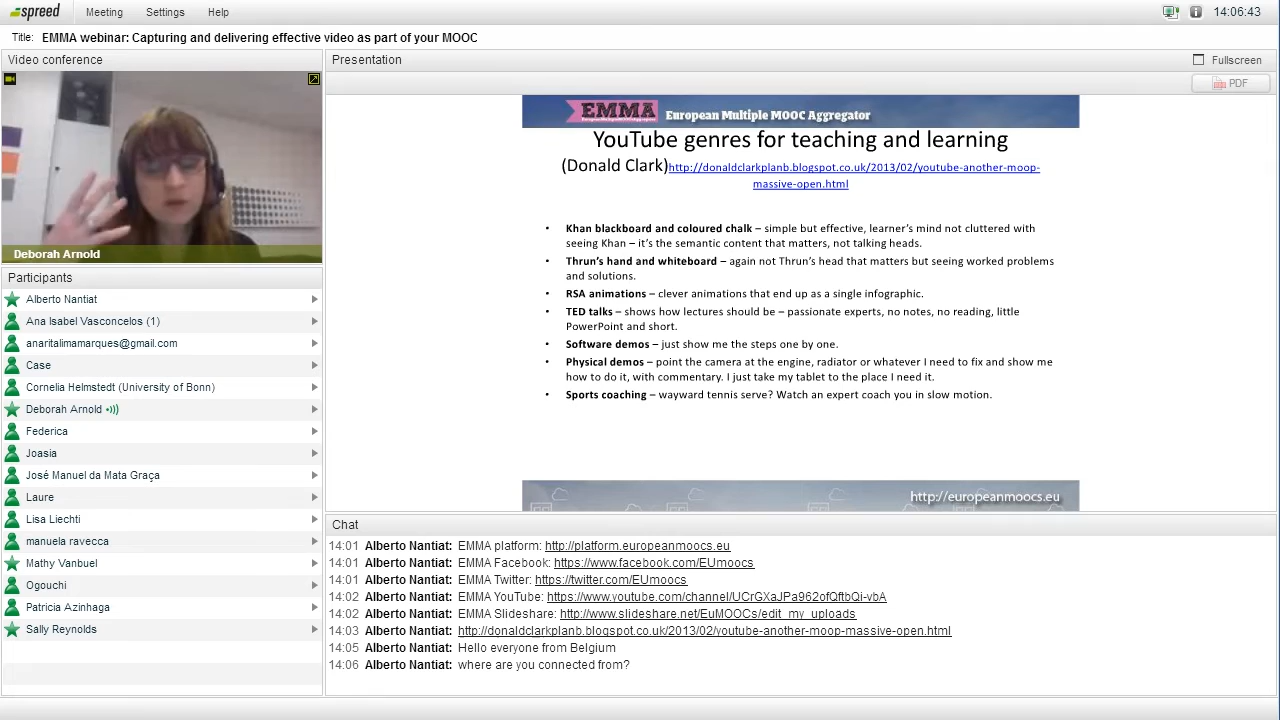 spreed Meeting Settings Help 14:06:43
Title: EMMA webinar: Capturing and delivering effective video as part of your MOOC
Video conference
Deborah Arnold
Participants
Alberto Nantiat
Ana Isabel Vasconcelos (1)
anaritalimamarques@gmail.com
Case
Cornelia Helmstedt (University of Bonn)
Deborah Arnold
Federica
Joasia
José Manuel da Mata Graça
Laure
Lisa Liechti
manuela ravecca
Mathy Vanbuel
Ogouchi
Patricia Azinhaga
Sally Reynolds
Presentation
Fullscreen
PDF
EMMA European Multiple MOOC Aggregator
YouTube genres for teaching and learning
(Donald Clark)http://donaldclarkplanb.blogspot.co.uk/2013/02/youtube-another-moop-
massive-open.html
• Khan blackboard and coloured chalk – simple but effective, learner's mind not cluttered with
seeing Khan – it's the semantic content that matters, not talking heads.
• Thrun's hand and whiteboard – again not Thrun's head that matters but seeing worked problems
and solutions.
• RSA animations – clever animations that end up as a single infographic.
• TED talks – shows how lectures should be – passionate experts, no notes, no reading, little
PowerPoint and short.
• Software demos – just show me the steps one by one.
• Physical demos – point the camera at the engine, radiator or whatever I need to fix and show me
how to do it, with commentary. I just take my tablet to the place I need it.
• Sports coaching – wayward tennis serve? Watch an expert coach you in slow motion.
http://europeanmoocs.eu
Chat
14:01 Alberto Nantiat: EMMA platform: http://platform.europeanmoocs.eu
14:01 Alberto Nantiat: EMMA Facebook: https://www.facebook.com/EUmoocs
14:01 Alberto Nantiat: EMMA Twitter: https://twitter.com/EUmoocs
14:02 Alberto Nantiat: EMMA YouTube: https://www.youtube.com/channel/UCrGXaJPa962ofQftbQi-vbA
14:02 Alberto Nantiat: EMMA Slideshare: http://www.slideshare.net/EuMOOCs/edit_my_uploads
14:03 Alberto Nantiat: http://donaldclarkplanb.blogspot.co.uk/2013/02/youtube-another-moop-massive-open.html
14:05 Alberto Nantiat: Hello everyone from Belgium
14:06 Alberto Nantiat: where are you connected from?